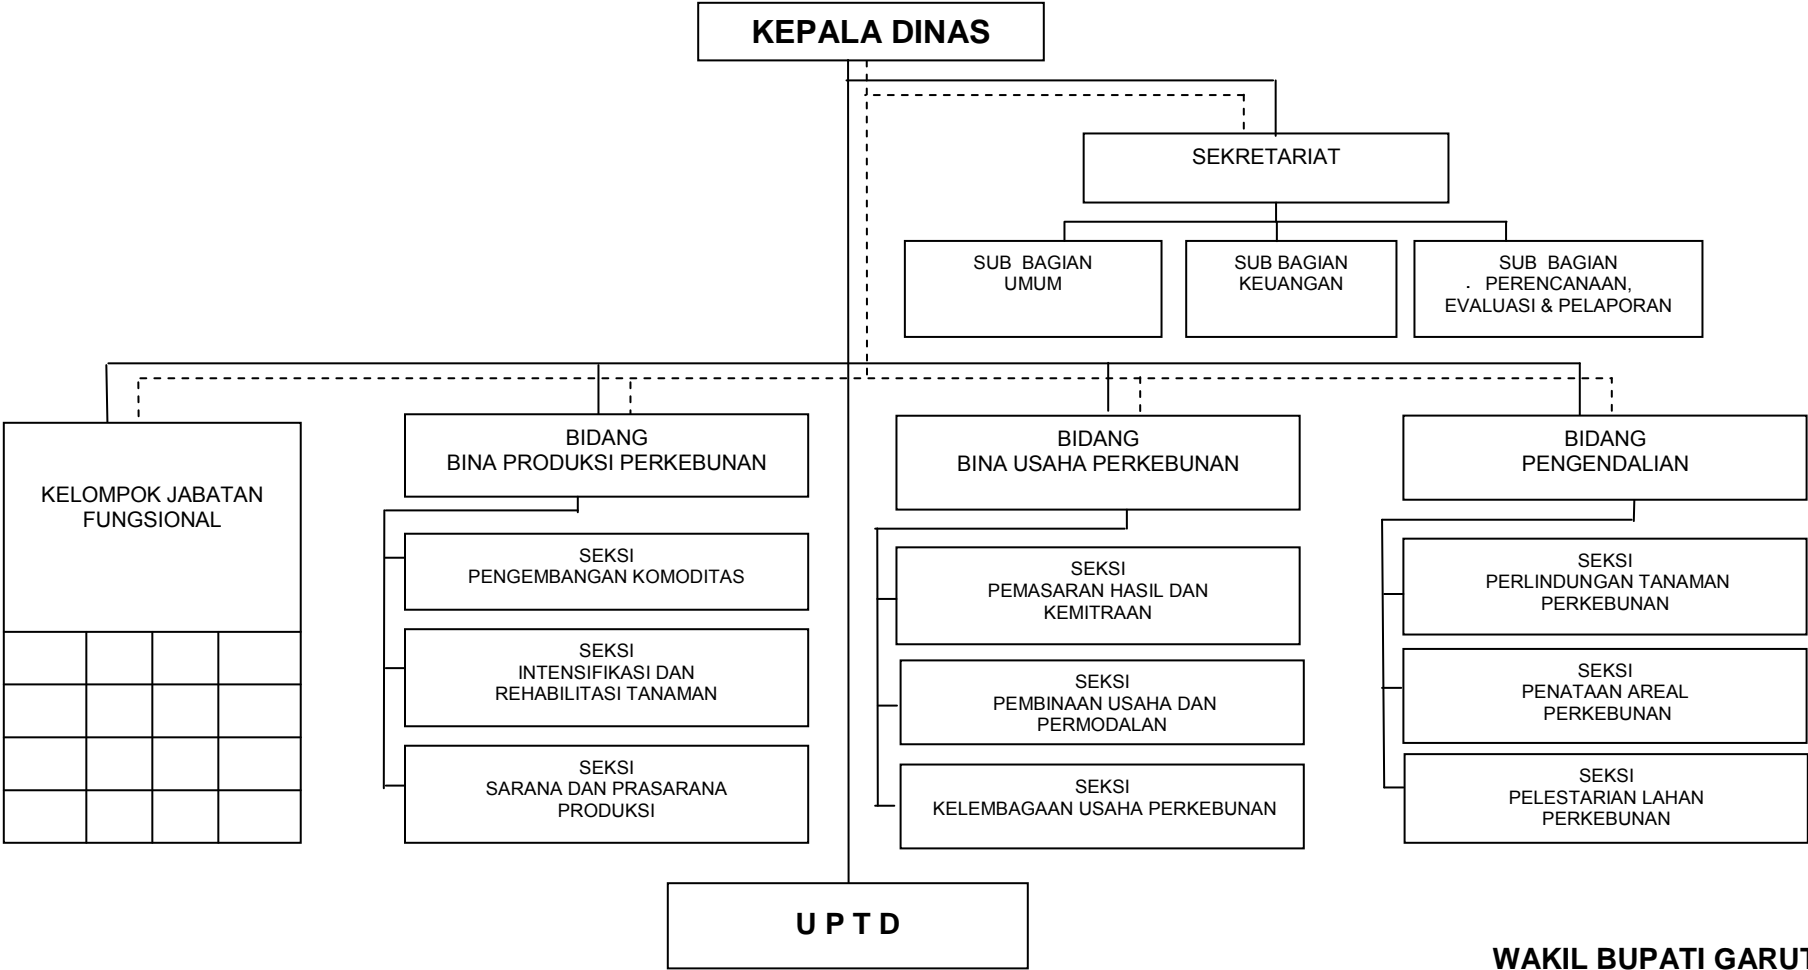 KEPALA DINAS
SEKRETARIAT
SUB BAGIAN
UMUM
SUB BAGIAN
KEUANGAN
SUB BAGIAN
. PERENCANAAN,
EVALUASI & PELAPORAN
KELOMPOK JABATAN
FUNGSIONAL
BIDANG
BINA PRODUKSI PERKEBUNAN
SEKSI
PENGEMBANGAN KOMODITAS
SEKSI
INTENSIFIKASI DAN
REHABILITASI TANAMAN
SEKSI
SARANA DAN PRASARANA
PRODUKSI
BIDANG
BINA USAHA PERKEBUNAN
SEKSI
PEMASARAN HASIL DAN
KEMITRAAN
SEKSI
PEMBINAAN USAHA DAN
PERMODALAN
SEKSI
KELEMBAGAAN USAHA PERKEBUNAN
BIDANG
PENGENDALIAN
SEKSI
PERLINDUNGAN TANAMAN
PERKEBUNAN
SEKSI
PENATAAN AREAL
PERKEBUNAN
SEKSI
PELESTARIAN LAHAN
PERKEBUNAN
U P T D
WAKIL BUPATI GARUT